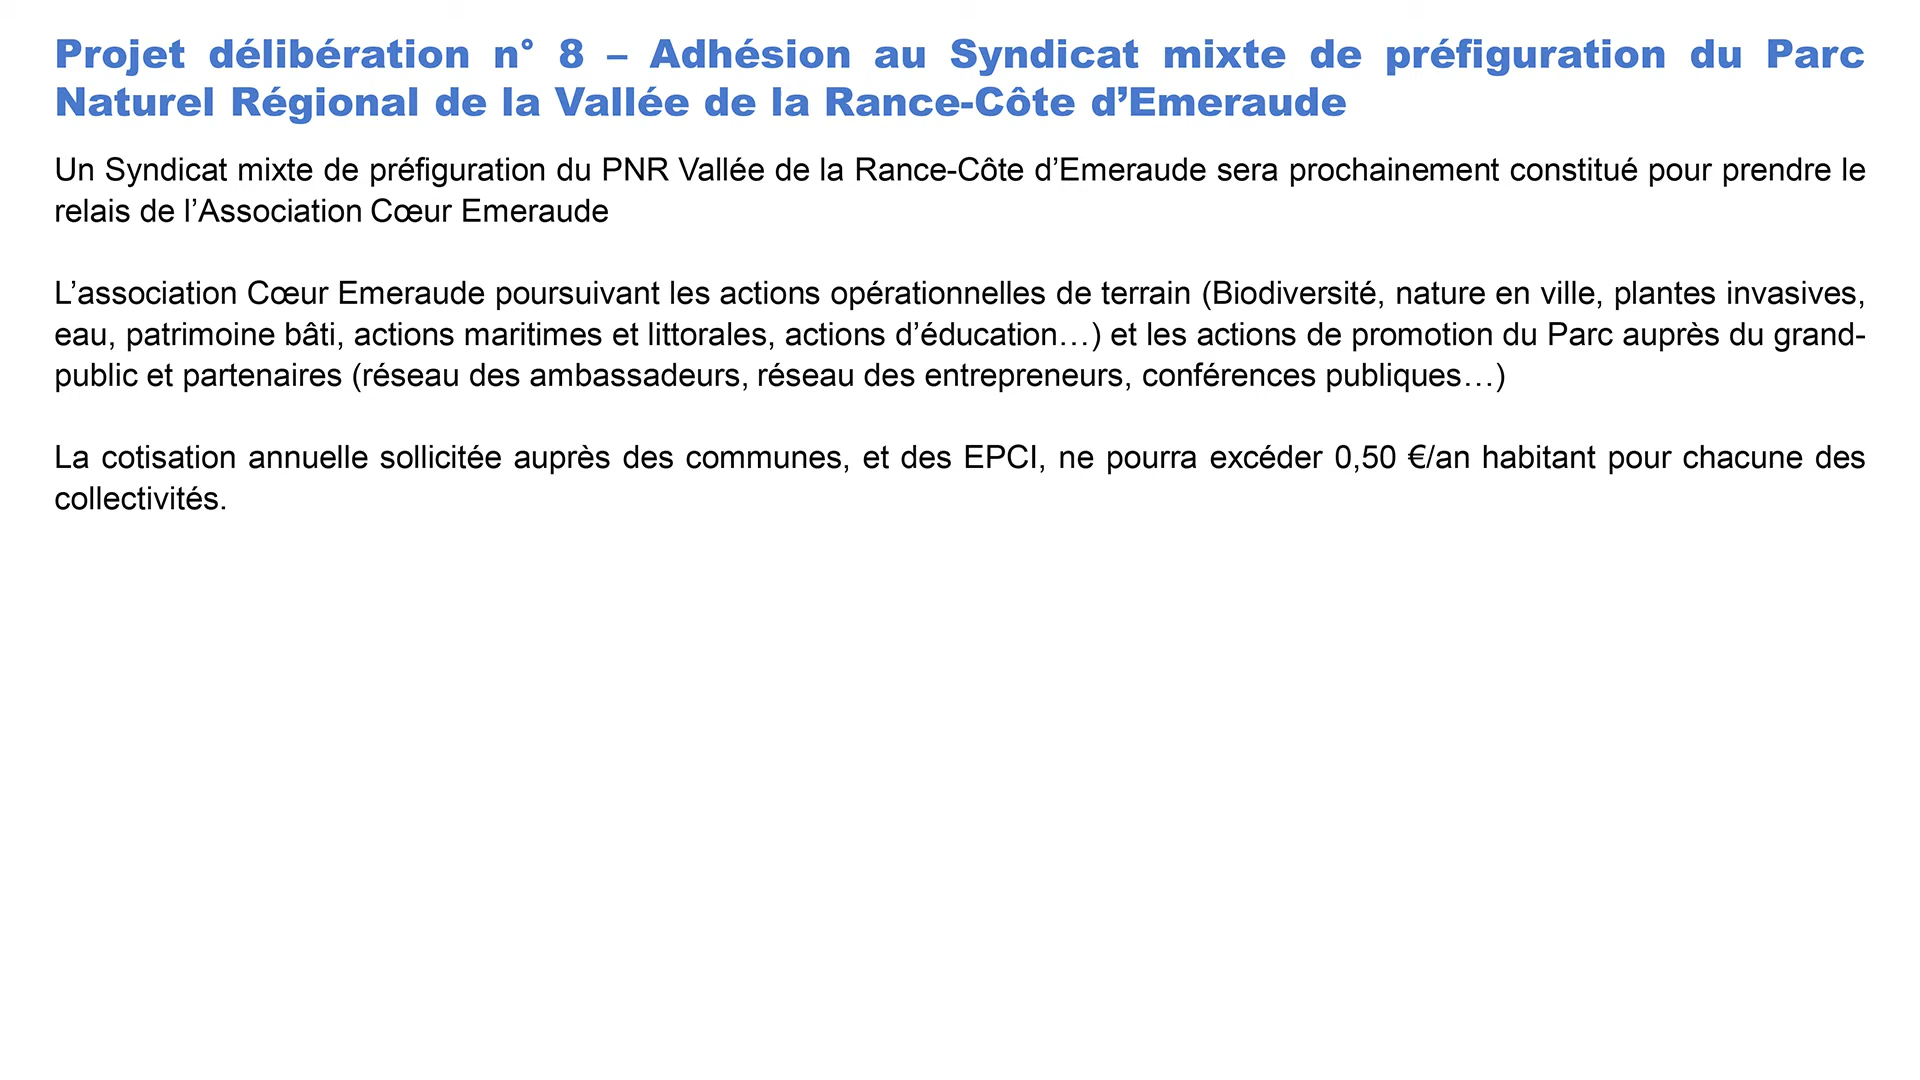 Projet délibération n° 8 – Adhésion au Syndicat mixte de préfiguration du Parc
Naturel Régional de la Vallée de la Rance-Côte d’Emeraude
Un Syndicat mixte de préfiguration du PNR Vallée de la Rance-Côte d’Emeraude sera prochainement constitué pour prendre le
relais de l’Association Cœur Emeraude
L’association Cœur Emeraude poursuivant les actions opérationnelles de terrain (Biodiversité, nature en ville, plantes invasives,
eau, patrimoine bâti, actions maritimes et littorales, actions d’éducation…) et les actions de promotion du Parc auprès du grand-
public et partenaires (réseau des ambassadeurs, réseau des entrepreneurs, conférences publiques…)
La cotisation annuelle sollicitée auprès des communes, et des EPCI, ne pourra excéder 0,50 €/an habitant pour chacune des
collectivités.